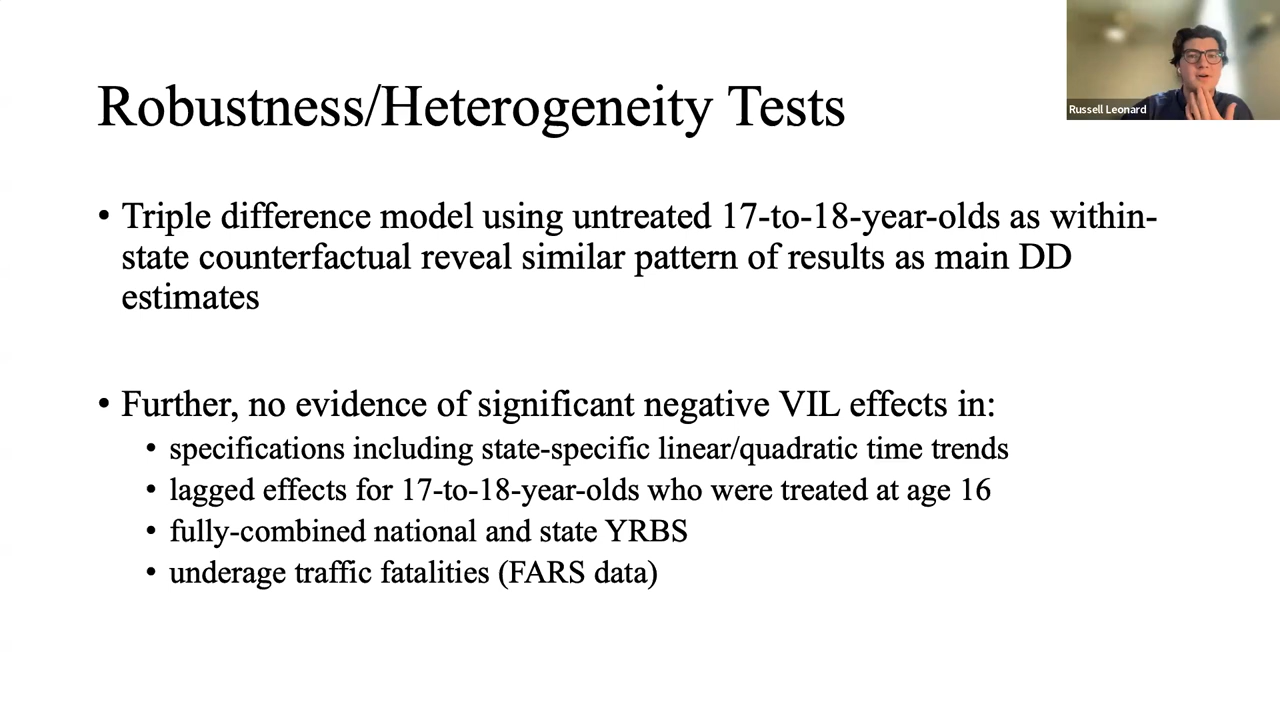 Robustness/Heterogeneity Tests
Russell Leonard
• Triple difference model using untreated 17-to-18-year-olds as within-
state counterfactual reveal similar pattern of results as main DD
estimates
• Further, no evidence of significant negative VIL effects in:
• specifications including state-specific linear/quadratic time trends
• lagged effects for 17-to-18-year-olds who were treated at age 16
• fully-combined national and state YRBS
• underage traffic fatalities (FARS data)